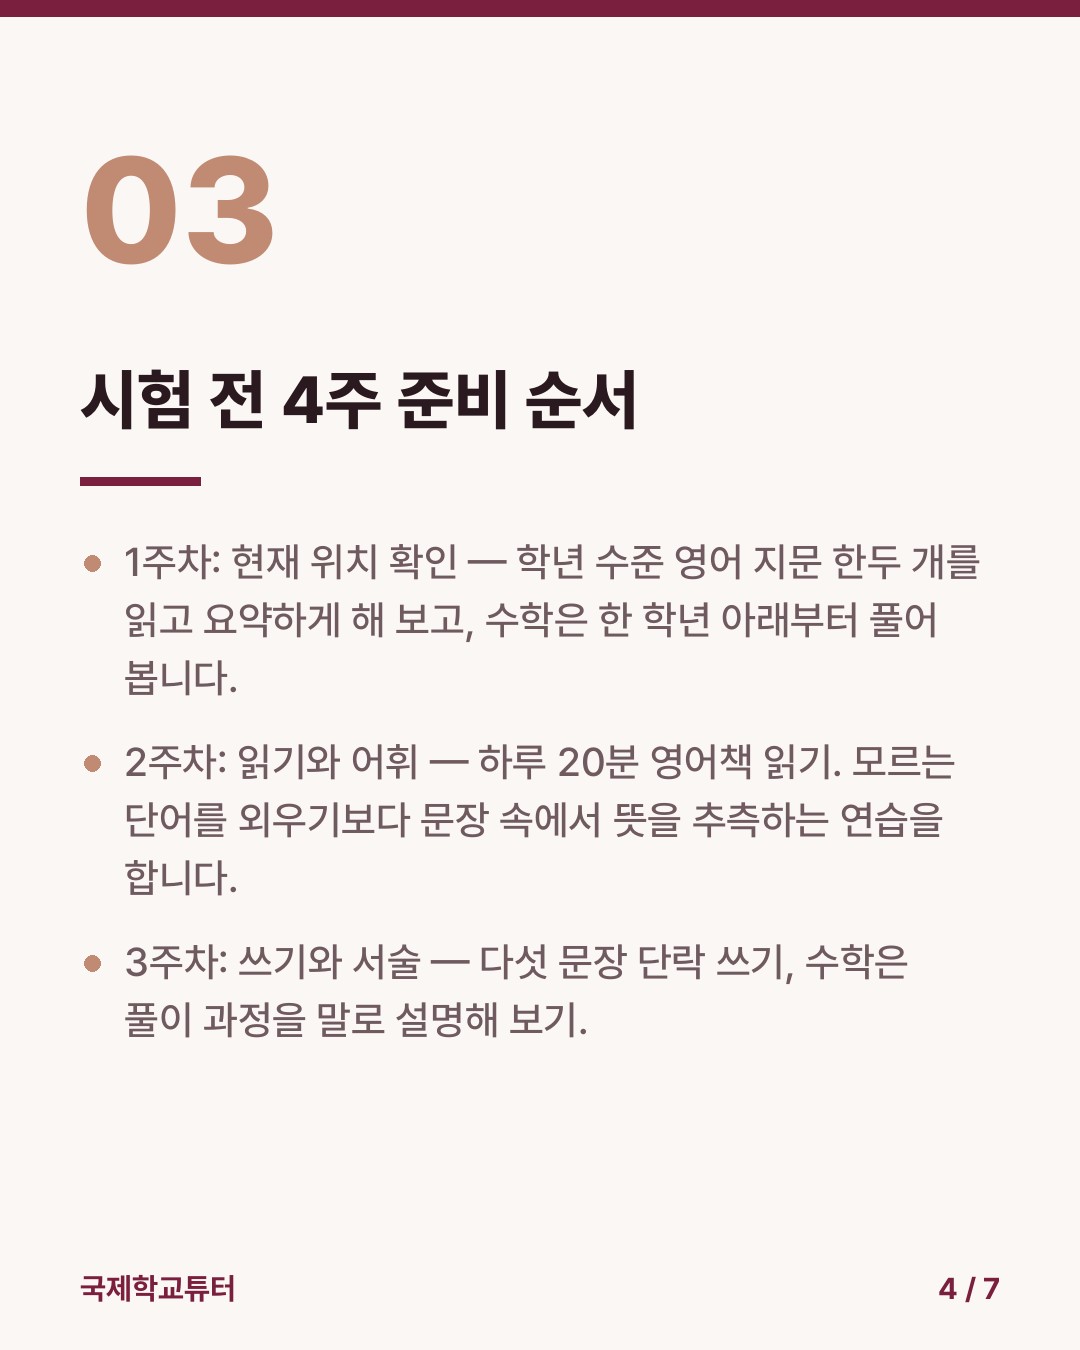 03
시험 전 4주 준비 순서
• 1주차: 현재 위치 확인 — 학년 수준 영어 지문 한두 개를
읽고 요약하게 해 보고, 수학은 한 학년 아래부터 풀어
봅니다.
• 2주차: 읽기와 어휘 — 하루 20분 영어책 읽기. 모르는
단어를 외우기보다 문장 속에서 뜻을 추측하는 연습을
합니다.
• 3주차: 쓰기와 서술 — 다섯 문장 단락 쓰기, 수학은
풀이 과정을 말로 설명해 보기.
국제학교튜터
4 / 7